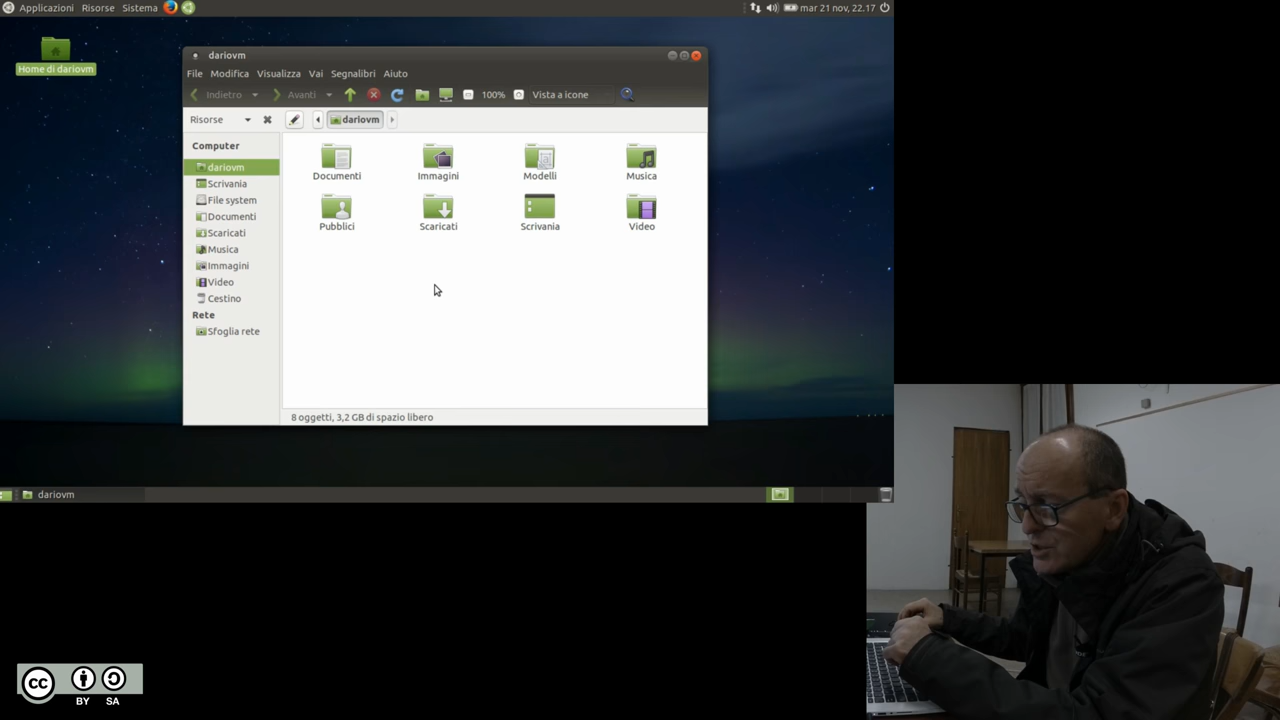 Applicazioni Risorse Sistema
mar 21 nov, 22.17
Home di dariovm
dariovm
File Modifica Visualizza Vai Segnalibri Aiuto
Indietro Avanti 100% Vista a icone
Risorse dariovm
Computer
dariovm
Scrivania
File system
Documenti
Scaricati
Musica
Immagini
Video
Cestino
Rete
Sfoglia rete
Documenti Immagini Modelli Musica
Pubblici Scaricati Scrivania Video
8 oggetti, 3,2 GB di spazio libero
dariovm
cc
BY SA